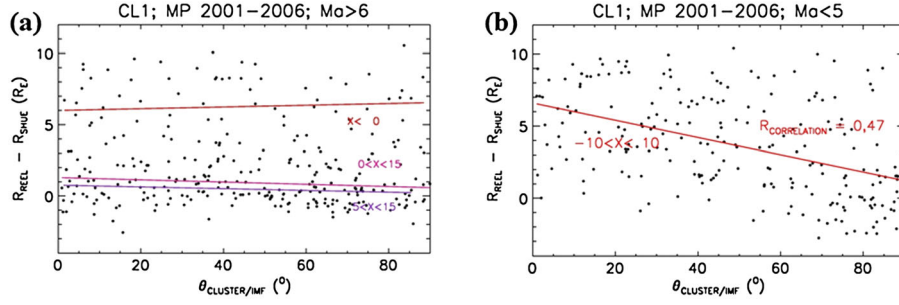 (a)
CL1; MP 2001-2006; Ma>6
R_REEL - R_SHUE (R_E)
10
5
0
X< 0
0<X<15
5<X<15
0 20 40 60 80
θ_CLUSTER/IMF (°)
(b)
CL1; MP 2001-2006; Ma<5
R_REEL - R_SHUE (R_E)
10
5
0
R_CORRELATION = 0,47
-10<X< 10
0 20 40 60 80
θ_CLUSTER/IMF (°)